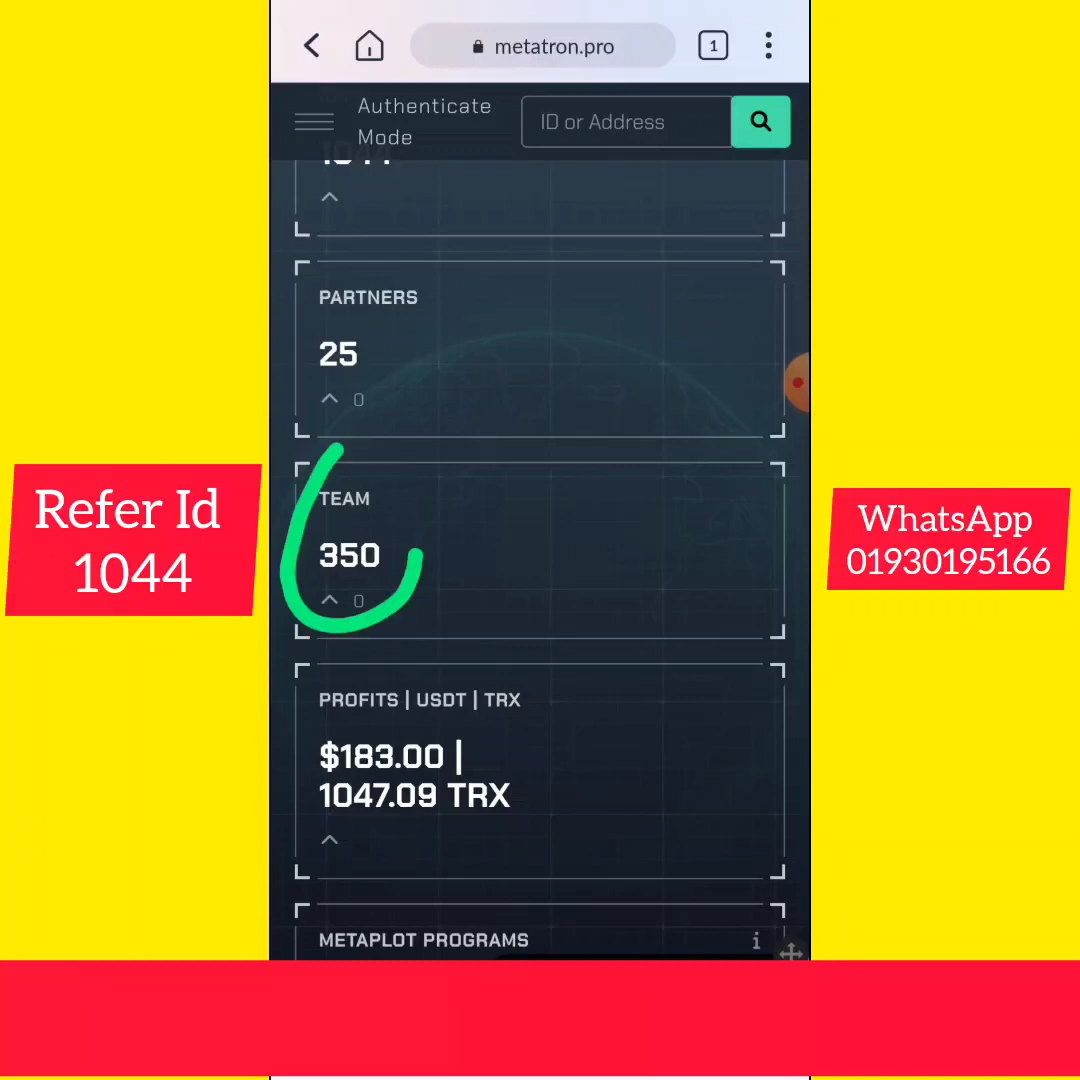 metatron.pro
1
Authenticate
Mode
ID or Address
1044
PARTNERS
25
0
TEAM
350
0
PROFITS | USDT | TRX
$183.00 |
1047.09 TRX
METAPLOT PROGRAMS
i
Refer Id
1044
WhatsApp
01930195166